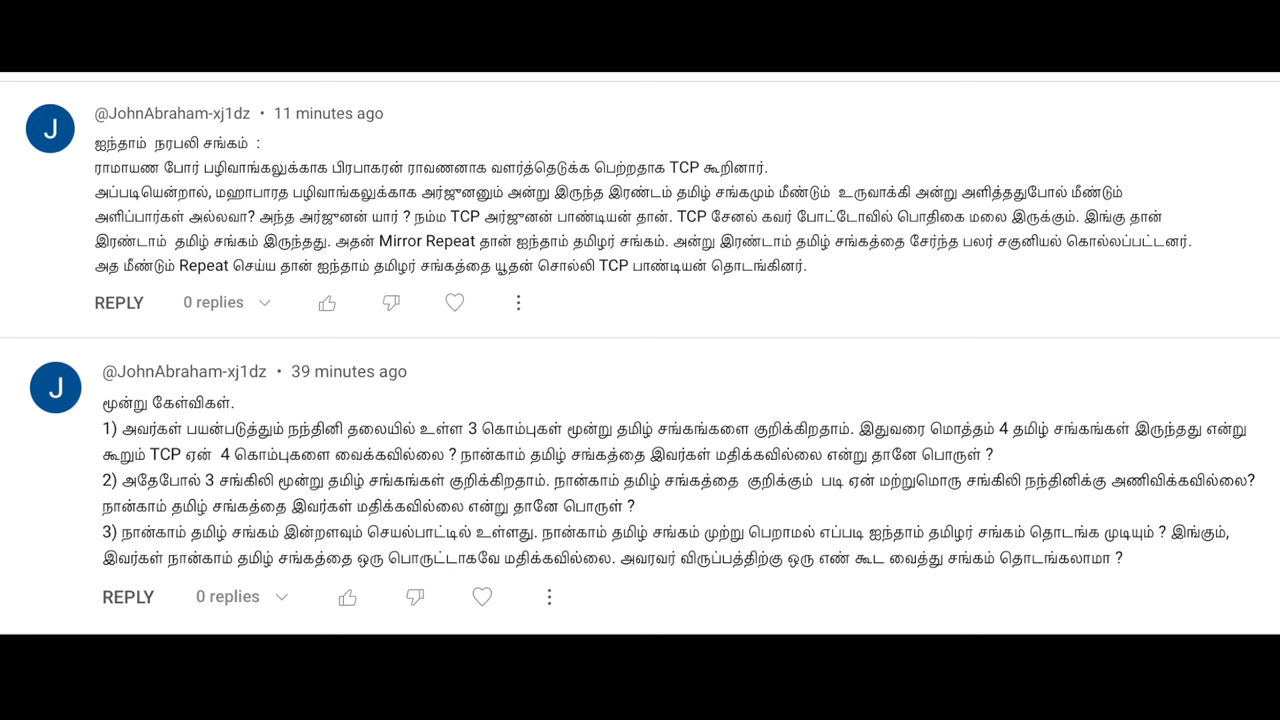 @JohnAbraham-xj1dz • 11 minutes ago
ஐந்தாம் நரபலி சங்கம் :
ராமாயண போர் பழிவாங்கலுக்காக பிரபாகரன் ராவணனாக வளர்த்தெடுக்க பெற்றதாக TCP கூறினார்.
அப்படியென்றால், மஹாபாரத பழிவாங்கலுக்காக அர்ஜுனனும் அன்று இருந்த இரண்டம் தமிழ் சங்கமும் மீண்டும் உருவாக்கி அன்று அளித்ததுபோல் மீண்டும்
அளிப்பார்கள் அல்லவா? அந்த அர்ஜுனன் யார் ? நம்ம TCP அர்ஜுனன் பாண்டியன் தான். TCP சேனல் கவர் போட்டோவில் பொதிகை மலை இருக்கும். இங்கு தான்
இரண்டாம் தமிழ் சங்கம் இருந்தது. அதன் Mirror Repeat தான் ஐந்தாம் தமிழர் சங்கம். அன்று இரண்டாம் தமிழ் சங்கத்தை சேர்ந்த பலர் சகுனியல் கொல்லப்பட்டனர்.
அத மீண்டும் Repeat செய்ய தான் ஐந்தாம் தமிழர் சங்கத்தை யூதன் சொல்லி TCP பாண்டியன் தொடங்கினர்.
REPLY 0 replies
@JohnAbraham-xj1dz • 39 minutes ago
மூன்று கேள்விகள்.
1) அவர்கள் பயன்படுத்தும் நந்தினி தலையில் உள்ள 3 கொம்புகள் மூன்று தமிழ் சங்கங்களை குறிக்கிறதாம். இதுவரை மொத்தம் 4 தமிழ் சங்கங்கள் இருந்தது என்று
கூறும் TCP ஏன் 4 கொம்புகளை வைக்கவில்லை ? நான்காம் தமிழ் சங்கத்தை இவர்கள் மதிக்கவில்லை என்று தானே பொருள் ?
2) அதேபோல் 3 சங்கிலி மூன்று தமிழ் சங்கங்கள் குறிக்கிறதாம். நான்காம் தமிழ் சங்கத்தை குறிக்கும் படி ஏன் மற்றுமொரு சங்கிலி நந்தினிக்கு அணிவிக்கவில்லை?
நான்காம் தமிழ் சங்கத்தை இவர்கள் மதிக்கவில்லை என்று தானே பொருள் ?
3) நான்காம் தமிழ் சங்கம் இன்றளவும் செயல்பாட்டில் உள்ளது. நான்காம் தமிழ் சங்கம் முற்று பெறாமல் எப்படி ஐந்தாம் தமிழர் சங்கம் தொடங்க முடியும் ? இங்கும்,
இவர்கள் நான்காம் தமிழ் சங்கத்தை ஒரு பொருட்டாகவே மதிக்கவில்லை. அவரவர் விருப்பத்திற்கு ஒரு எண் கூட வைத்து சங்கம் தொடங்கலாமா ?
REPLY 0 replies